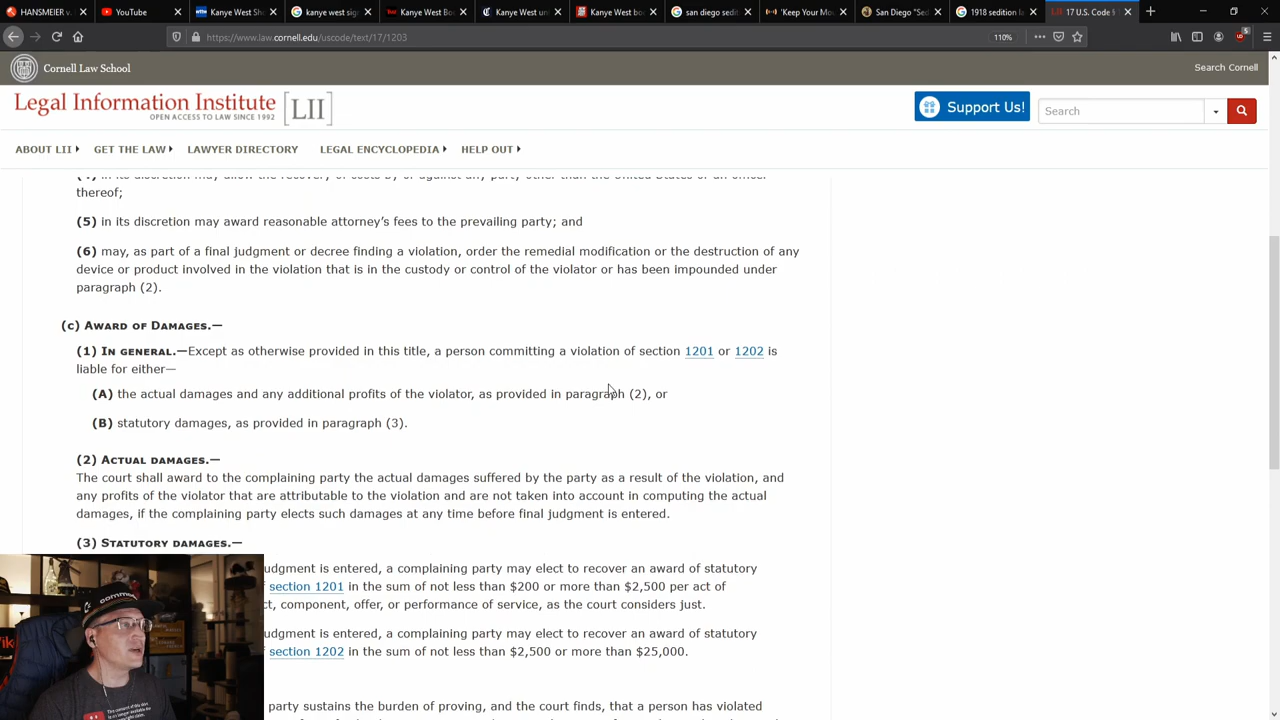 HANSMEIER v
YouTube
Kanye West Sh
kanye west sig
Kanye West Bo
Kanye West
Kanye West bo
san diego sedit
'Keep Your Mo
San Diego "Sed
1918 sedition
17 U.S. Code §
https://www.law.cornell.edu/uscode/text/17/1203
110%
Cornell Law School
Search Cornell
Legal Information Institute [LII]
OPEN ACCESS TO LAW SINCE 1992
Support Us!
Search
ABOUT LII
GET THE LAW
LAWYER DIRECTORY
LEGAL ENCYCLOPEDIA
HELP OUT
in its discretion may allow the recovery of costs by or against any party other than the United States or an officer
thereof;
(5) in its discretion may award reasonable attorney's fees to the prevailing party; and
(6) may, as part of a final judgment or decree finding a violation, order the remedial modification or the destruction of any
device or product involved in the violation that is in the custody or control of the violator or has been impounded under
paragraph (2).
(c) AWARD OF DAMAGES.—
(1) IN GENERAL.—Except as otherwise provided in this title, a person committing a violation of section 1201 or 1202 is
liable for either—
(A) the actual damages and any additional profits of the violator, as provided in paragraph (2), or
(B) statutory damages, as provided in paragraph (3).
(2) ACTUAL DAMAGES.—
The court shall award to the complaining party the actual damages suffered by the party as a result of the violation, and
any profits of the violator that are attributable to the violation and are not taken into account in computing the actual
damages, if the complaining party elects such damages at any time before final judgment is entered.
(3) STATUTORY DAMAGES.—
udgment is entered, a complaining party may elect to recover an award of statutory
section 1201 in the sum of not less than $200 or more than $2,500 per act of
ct, component, offer, or performance of service, as the court considers just.
udgment is entered, a complaining party may elect to recover an award of statutory
section 1202 in the sum of not less than $2,500 or more than $25,000.
party sustains the burden of proving, and the court finds, that a person has violated